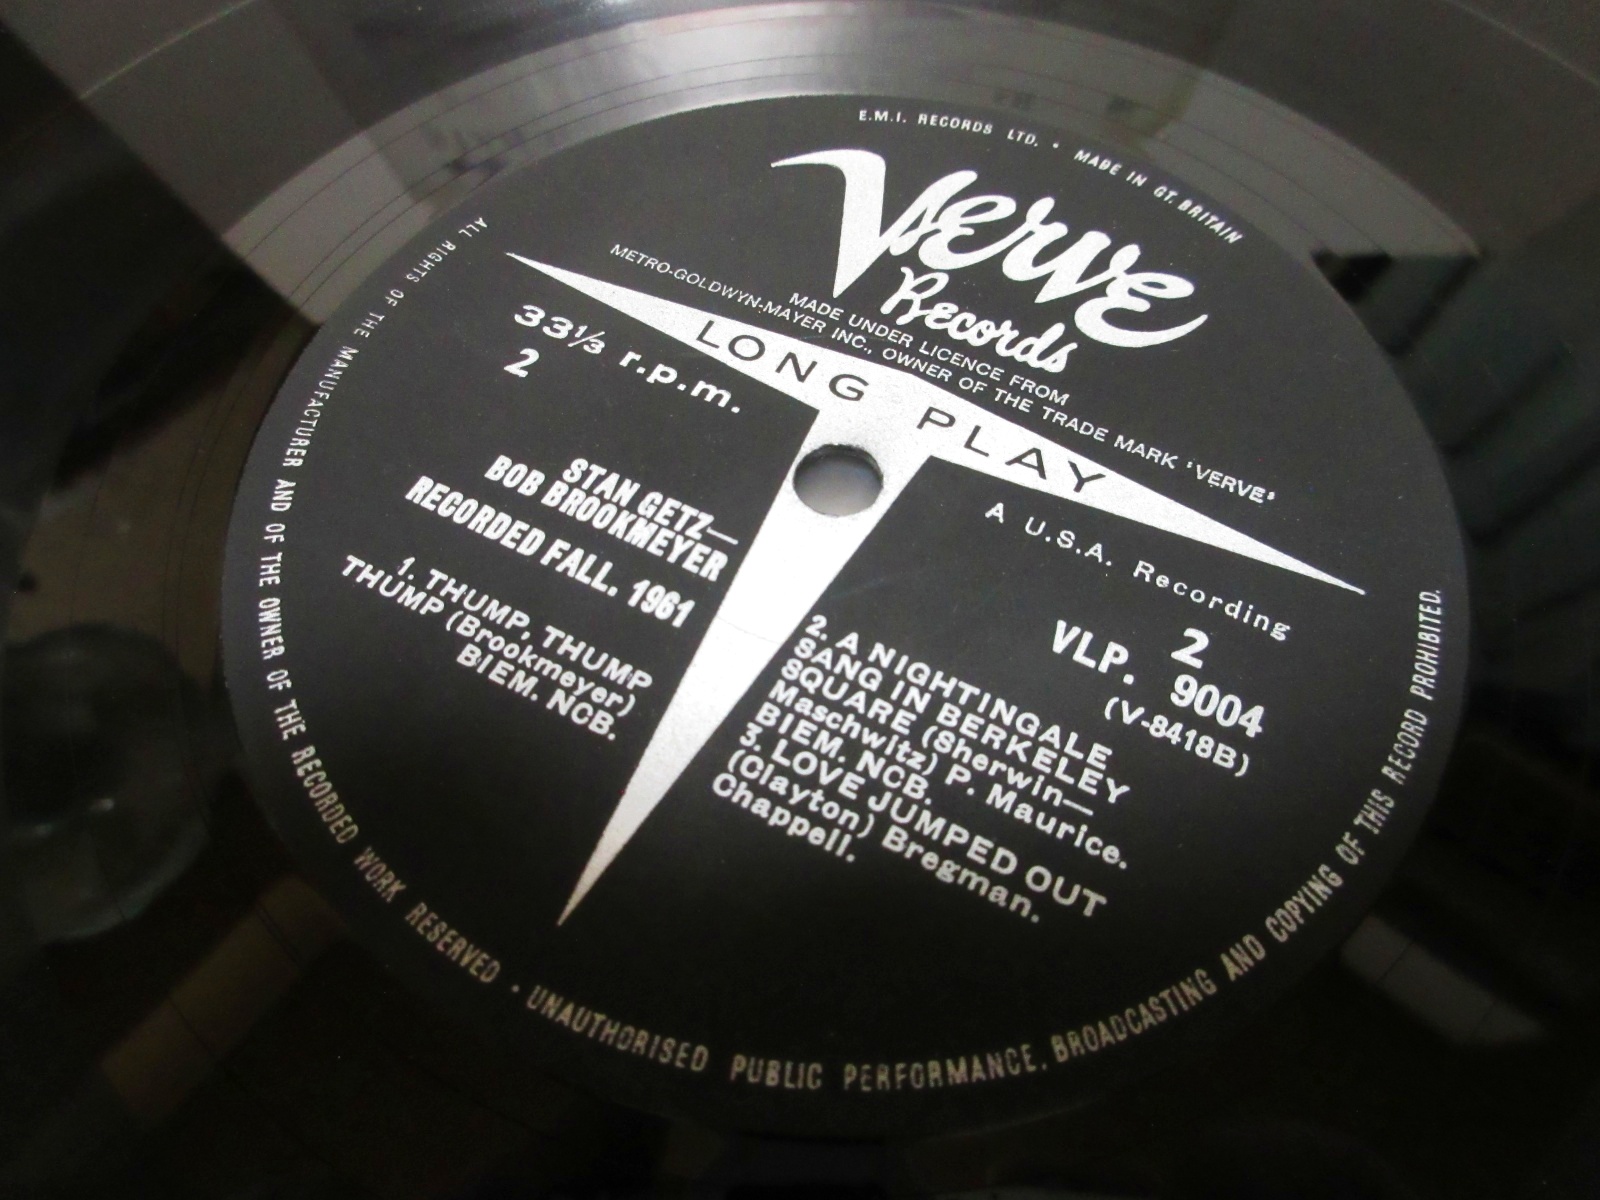 E.M.I. RECORDS LTD. • MADE IN GT. BRITAIN
Verve
Records
MADE UNDER LICENCE FROM
METRO-GOLDWYN-MAYER INC., OWNER OF THE TRADE MARK 'VERVE'
LONG PLAY
33⅓ r.p.m.
2
STAN GETZ—
BOB BROOKMEYER
RECORDED FALL. 1961
1. THUMP, THUMP
THUMP (Brookmeyer)
BIEM. NCB.
A U.S.A. Recording
2
VLP. 9004
(V-8418B)
2. A NIGHTINGALE
SANG IN BERKELEY
SQUARE (Sherwin—
Maschwitz) P. Maurice.
BIEM. NCB.
3. LOVE JUMPED OUT
(Clayton) Bregman.
Chappell.
ALL RIGHTS OF THE MANUFACTURER AND OF THE OWNER OF THE RECORDED WORK RESERVED • UNAUTHORISED PUBLIC PERFORMANCE, BROADCASTING AND COPYING OF THIS RECORD PROHIBITED.